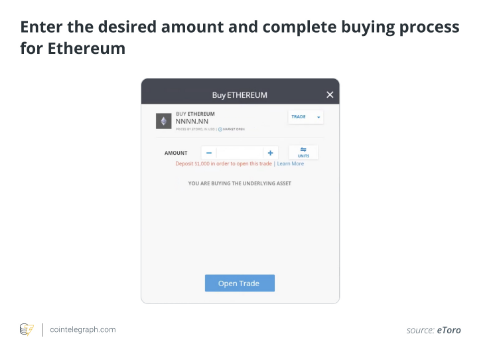 Enter the desired amount and complete buying process
for Ethereum
Buy ETHEREUM
BUY ETHEREUM
TRADE
NNNN.NN
AMOUNT
UNITS
Deposit $1,000 in order to open this trade | Learn More
YOU ARE BUYING THE UNDERLYING ASSET
Open Trade
cointelegraph.com
source: eToro